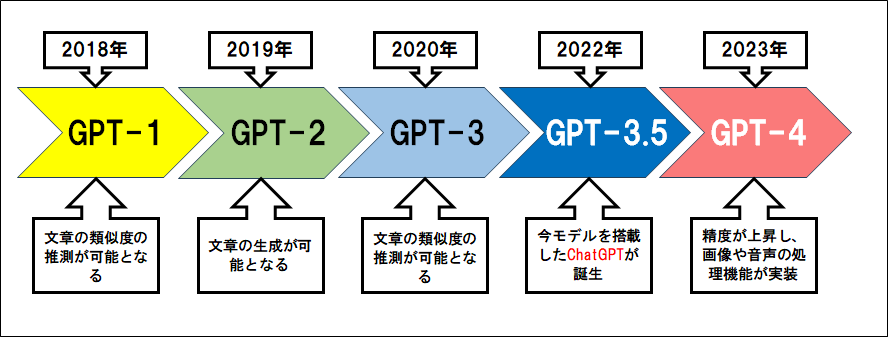 2018年
2019年
2020年
2022年
2023年
GPT-1
GPT-2
GPT-3
GPT-3.5
GPT-4
文章の類似度の
推測が可能とな
る
文章の生成が可
能となる
文章の類似度の
推測が可能とな
る
今モデルを搭載
したChatGPTが
誕生
精度が上昇し、
画像や音声の処
理機能が実装